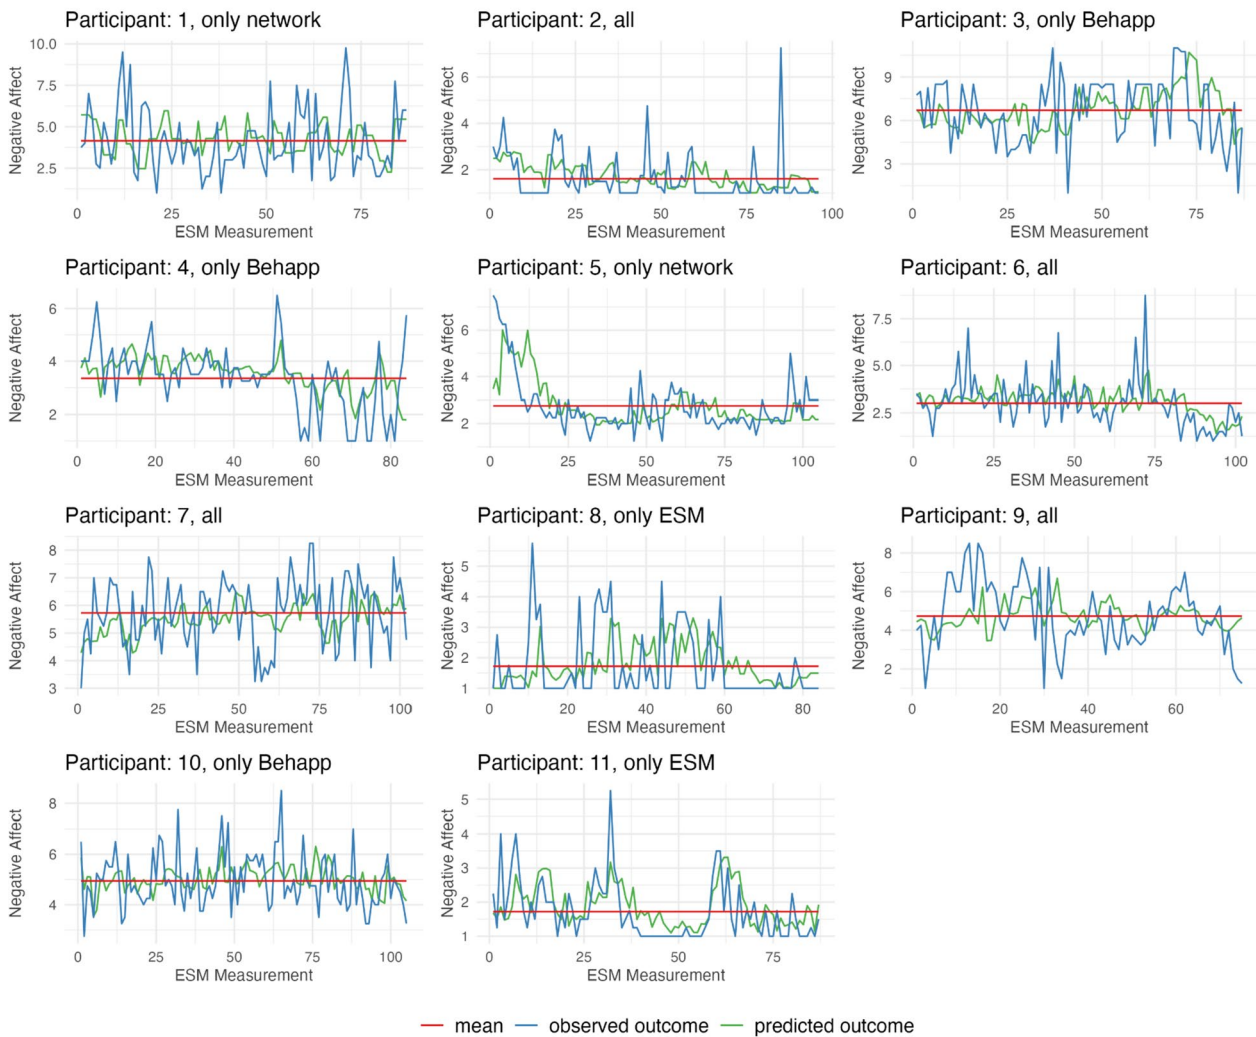 Participant: 1, only network
Negative Affect
10.0
7.5
5.0
2.5
0 25 50 75
ESM Measurement
Participant: 2, all
Negative Affect
6
4
2
0 25 50 75 100
ESM Measurement
Participant: 3, only Behapp
Negative Affect
9
6
3
0 25 50 75
ESM Measurement
Participant: 4, only Behapp
Negative Affect
6
4
2
0 20 40 60 80
ESM Measurement
Participant: 5, only network
Negative Affect
6
4
2
0 25 50 75 100
ESM Measurement
Participant: 6, all
Negative Affect
7.5
5.0
2.5
0 25 50 75 100
ESM Measurement
Participant: 7, all
Negative Affect
8
7
6
5
4
3
0 25 50 75 100
ESM Measurement
Participant: 8, only ESM
Negative Affect
5
4
3
2
1
0 20 40 60 80
ESM Measurement
Participant: 9, all
Negative Affect
8
6
4
2
0 20 40 60
ESM Measurement
Participant: 10, only Behapp
Negative Affect
8
6
4
0 25 50 75 100
ESM Measurement
Participant: 11, only ESM
Negative Affect
5
4
3
2
1
0 25 50 75
ESM Measurement
mean observed outcome predicted outcome